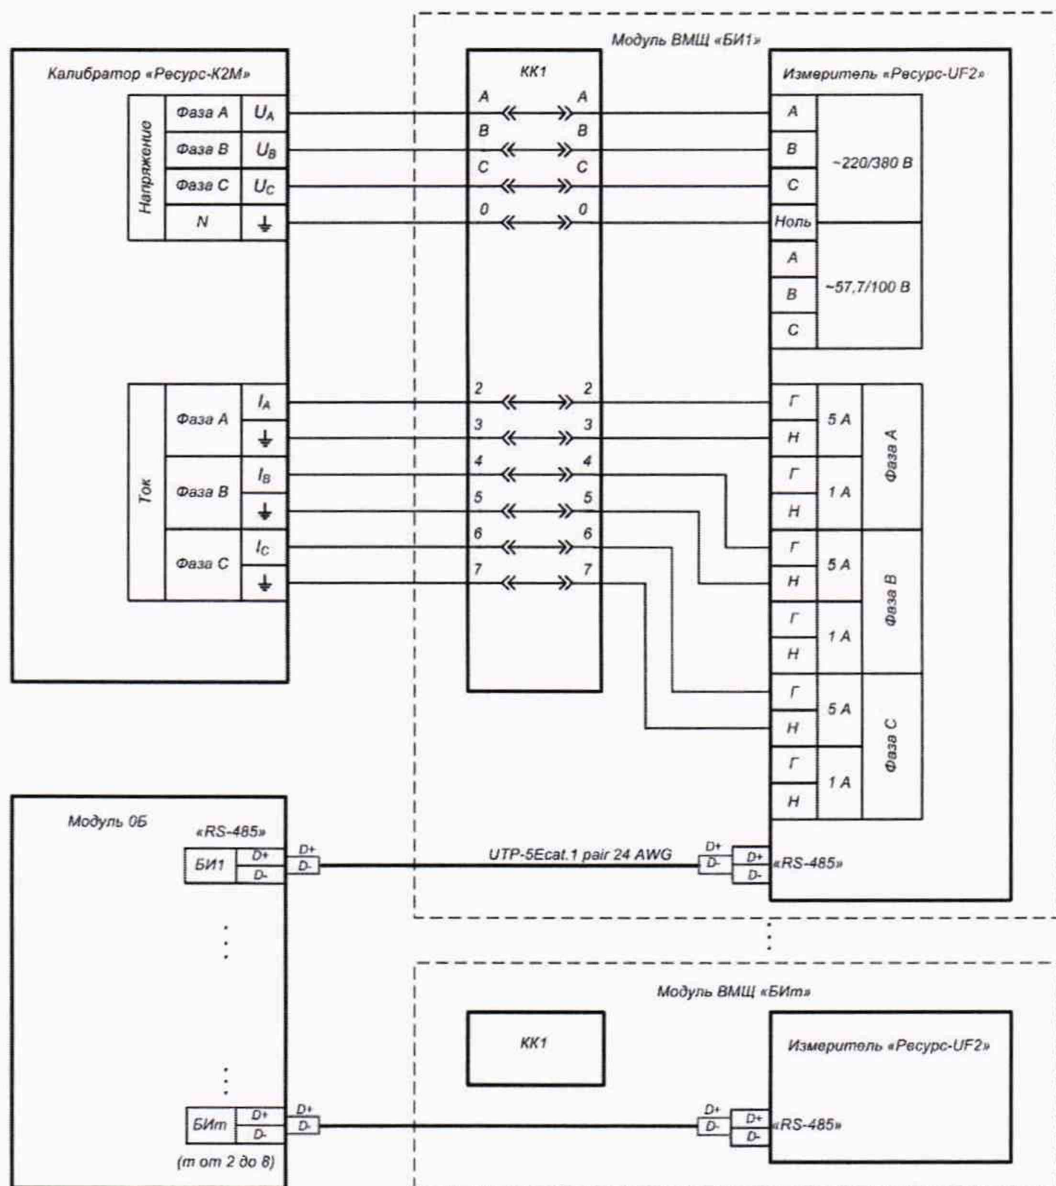 Модуль ВМЩ «БИ1»
Калибратор «Ресурс-К2М»
КК1
Измеритель «Ресурс-UF2»
Напряжение
Фаза A UA
Фаза B UB
Фаза C UC
N
A A
B B
C C
0 0
A
B
C
Ноль
~220/380 В
A
B
C
~57,7/100 В
Ток
Фаза A
IA
Фаза B
IB
Фаза C
IC
2 2
3 3
4 4
5 5
6 6
7 7
Г
Н
5 А
Г
Н
1 А
Фаза A
Г
Н
5 А
Г
Н
1 А
Фаза B
Г
Н
5 А
Г
Н
1 А
Фаза C
Модуль 0Б
«RS-485»
БИ1
D+
D-
D+
D-
UTP-5Ecat.1 pair 24 AWG
D+
D-
D+
D-
«RS-485»
Модуль ВМЩ «БИт»
КК1
Измеритель «Ресурс-UF2»
БИт
D+
D-
D+
D-
D+
D-
D+
D-
«RS-485»
(т от 2 до 8)